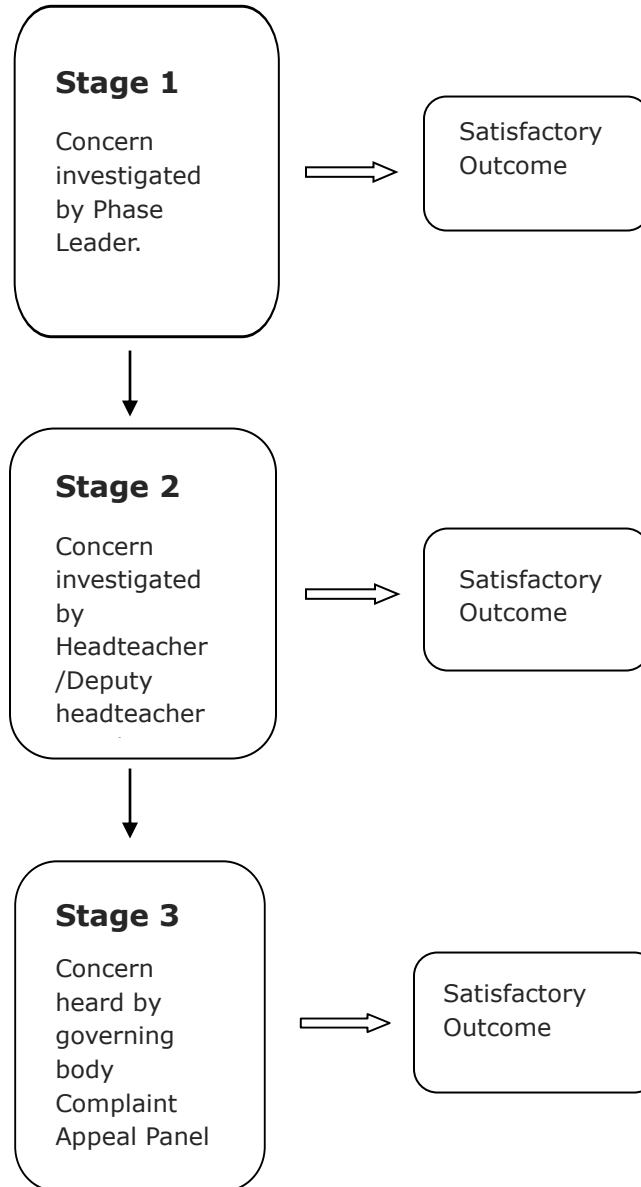 Stage 1
Concern
investigated
by Phase
Leader.
Satisfactory
Outcome
Stage 2
Concern
investigated
by
Headteacher
/Deputy
headteacher
Satisfactory
Outcome
Stage 3
Concern
heard by
governing
body
Complaint
Appeal Panel
Satisfactory
Outcome